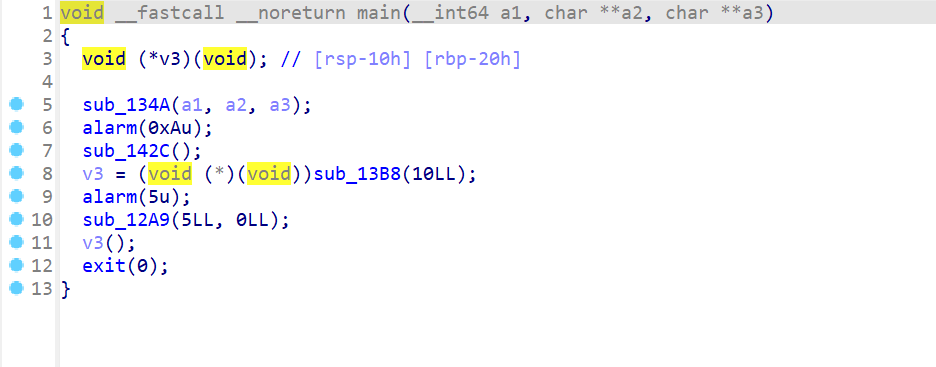 1 void __fastcall __noreturn main(__int64 a1, char **a2, char **a3)
2 {
3 void (*v3)(void); // [rsp-10h] [rbp-20h]
4
5 sub_134A(a1, a2, a3);
6 alarm(0xAu);
7 sub_142C();
8 v3 = (void (*)(void))sub_13B8(10LL);
9 alarm(5u);
10 sub_12A9(5LL, 0LL);
11 v3();
12 exit(0);
13 }